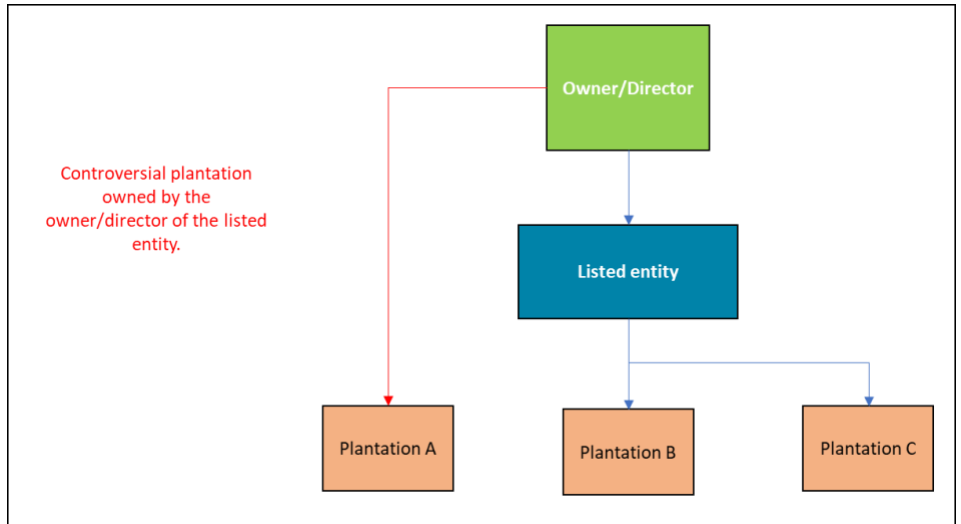 Owner/Director
Controversial plantation
owned by the
owner/director of the listed
entity.
Listed entity
Plantation A
Plantation B
Plantation C